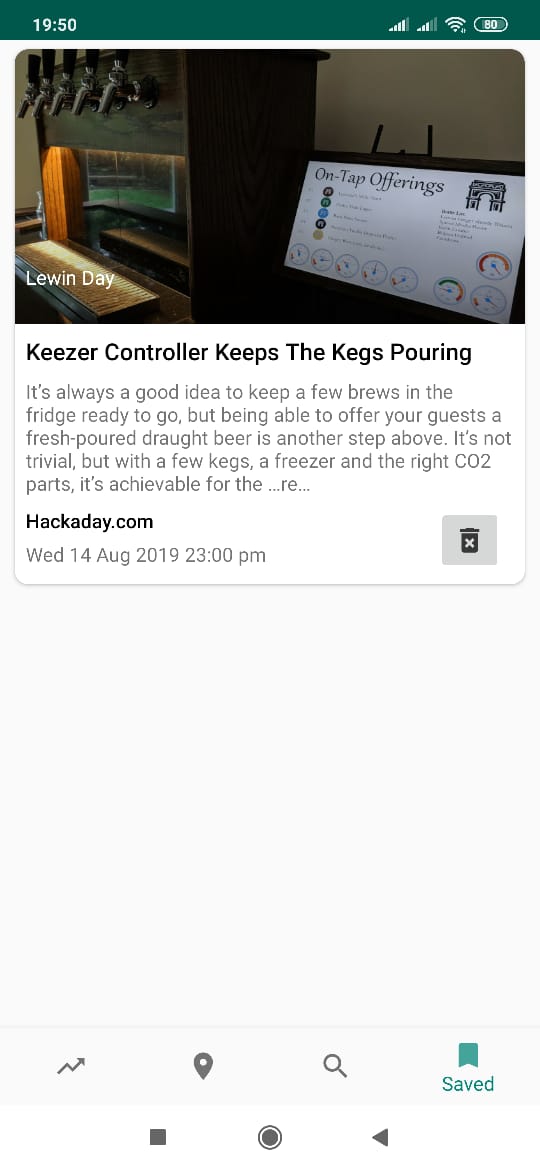 19:50
80
On-Tap Offerings
Lewin Day
Keezer Controller Keeps The Kegs Pouring
It’s always a good idea to keep a few brews in the
fridge ready to go, but being able to offer your guests a
fresh-poured draught beer is another step above. It’s not
trivial, but with a few kegs, a freezer and the right CO2
parts, it’s achievable for the …re…
Hackaday.com
Wed 14 Aug 2019 23:00 pm
Saved